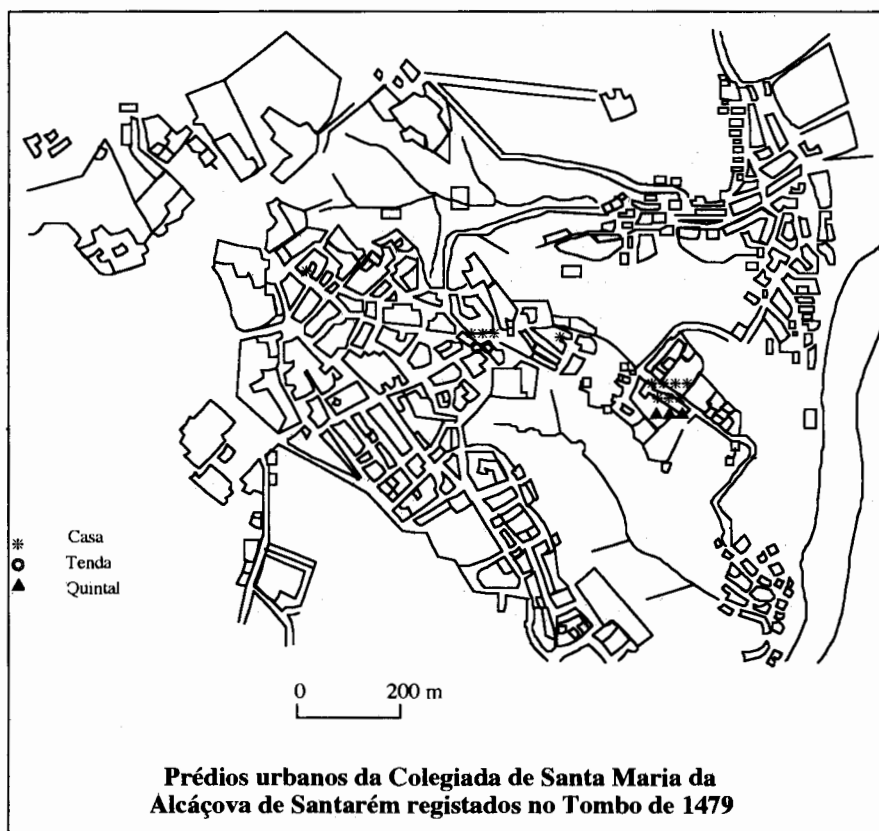 Casa
Tenda
Quintal
0 200 m
Prédios urbanos da Colegiada de Santa Maria da
Alcáçova de Santarém registados no Tombo de 1479